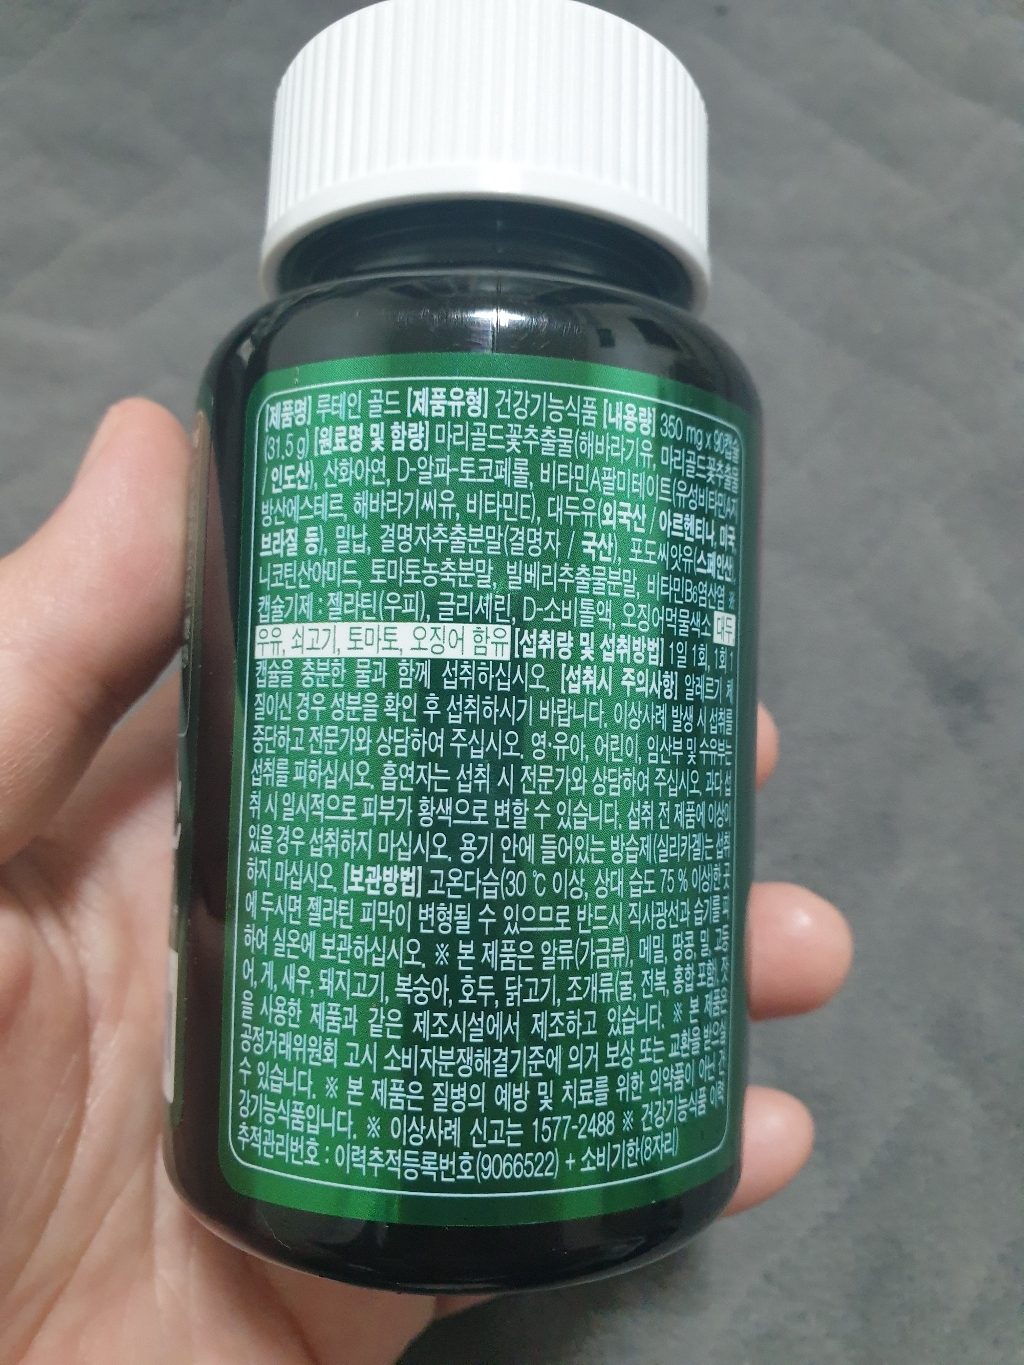 [제품명] 루테인 골드 [제품유형] 건강기능식품 [내용량] 350 mg x 90캡슐
(31.5 g) [원료명 및 함량] 마리골드꽃추출물(해바라기유, 마리골드꽃추출물
/ 인도산), 산화아연, D-알파-토코페롤, 비타민A팔미테이트(유성비타민A지
방산에스테르, 해바라기씨유, 비타민E), 대두유(외국산 / 아르헨티나, 미국,
브라질 등), 밀납, 결명자추출분말(결명자 / 국산), 포도씨앗유(스페인산),
니코틴산아미드, 토마토농축분말, 빌베리추출물분말, 비타민B6염산염 ※
캡슐기제 : 젤라틴(우피), 글리세린, D-소비톨액, 오징어먹물색소 대두,
우유, 쇠고기, 토마토, 오징어 함유 [섭취량 및 섭취방법] 1일 1회, 1회 1
캡슐을 충분한 물과 함께 섭취하십시오. [섭취시 주의사항] 알레르기 체
질이신 경우 성분을 확인 후 섭취하시기 바랍니다. 이상사례 발생 시 섭취를
중단하고 전문가와 상담하여 주십시오. 영·유아, 어린이, 임산부 및 수유부는
섭취를 피하십시오. 흡연자는 섭취 시 전문가와 상담하여 주십시오. 과다 섭
취 시 일시적으로 피부가 황색으로 변할 수 있습니다. 섭취 전 제품에 이상이
있을 경우 섭취하지 마십시오. 용기 안에 들어있는 방습제(실리카겔)는 섭취
하지 마십시오. [보관방법] 고온다습(30 ℃ 이상, 상대 습도 75 % 이상)한 곳
에 두시면 젤라틴 피막이 변형될 수 있으므로 반드시 직사광선과 습기를
하여 실온에 보관하십시오. ※ 본 제품은 알류(가금류), 메밀, 땅콩, 밀, 고등
어, 게, 새우, 돼지고기, 복숭아, 호두, 닭고기, 조개류(굴, 전복, 홍합 포함),
을 사용한 제품과 같은 제조시설에서 제조하고 있습니다. ※ 본 제품은
공정거래위원회 고시 소비자분쟁해결기준에 의거 보상 또는 교환을 받으실
수 있습니다. ※ 본 제품은 질병의 예방 및 치료를 위한 의약품이 아닌 건
강기능식품입니다. ※ 이상사례 신고는 1577-2488 ※ 건강기능식품 이력
추적관리번호 : 이력추적등록번호(9066522) + 소비기한(8자리)